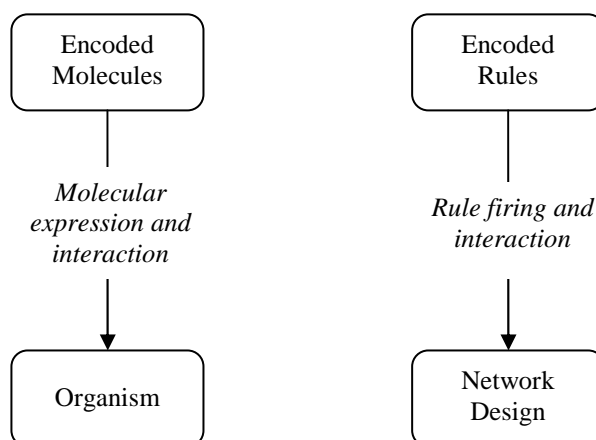 Encoded
Molecules
Molecular
expression and
interaction
Organism
Encoded
Rules
Rule firing and
interaction
Network
Design